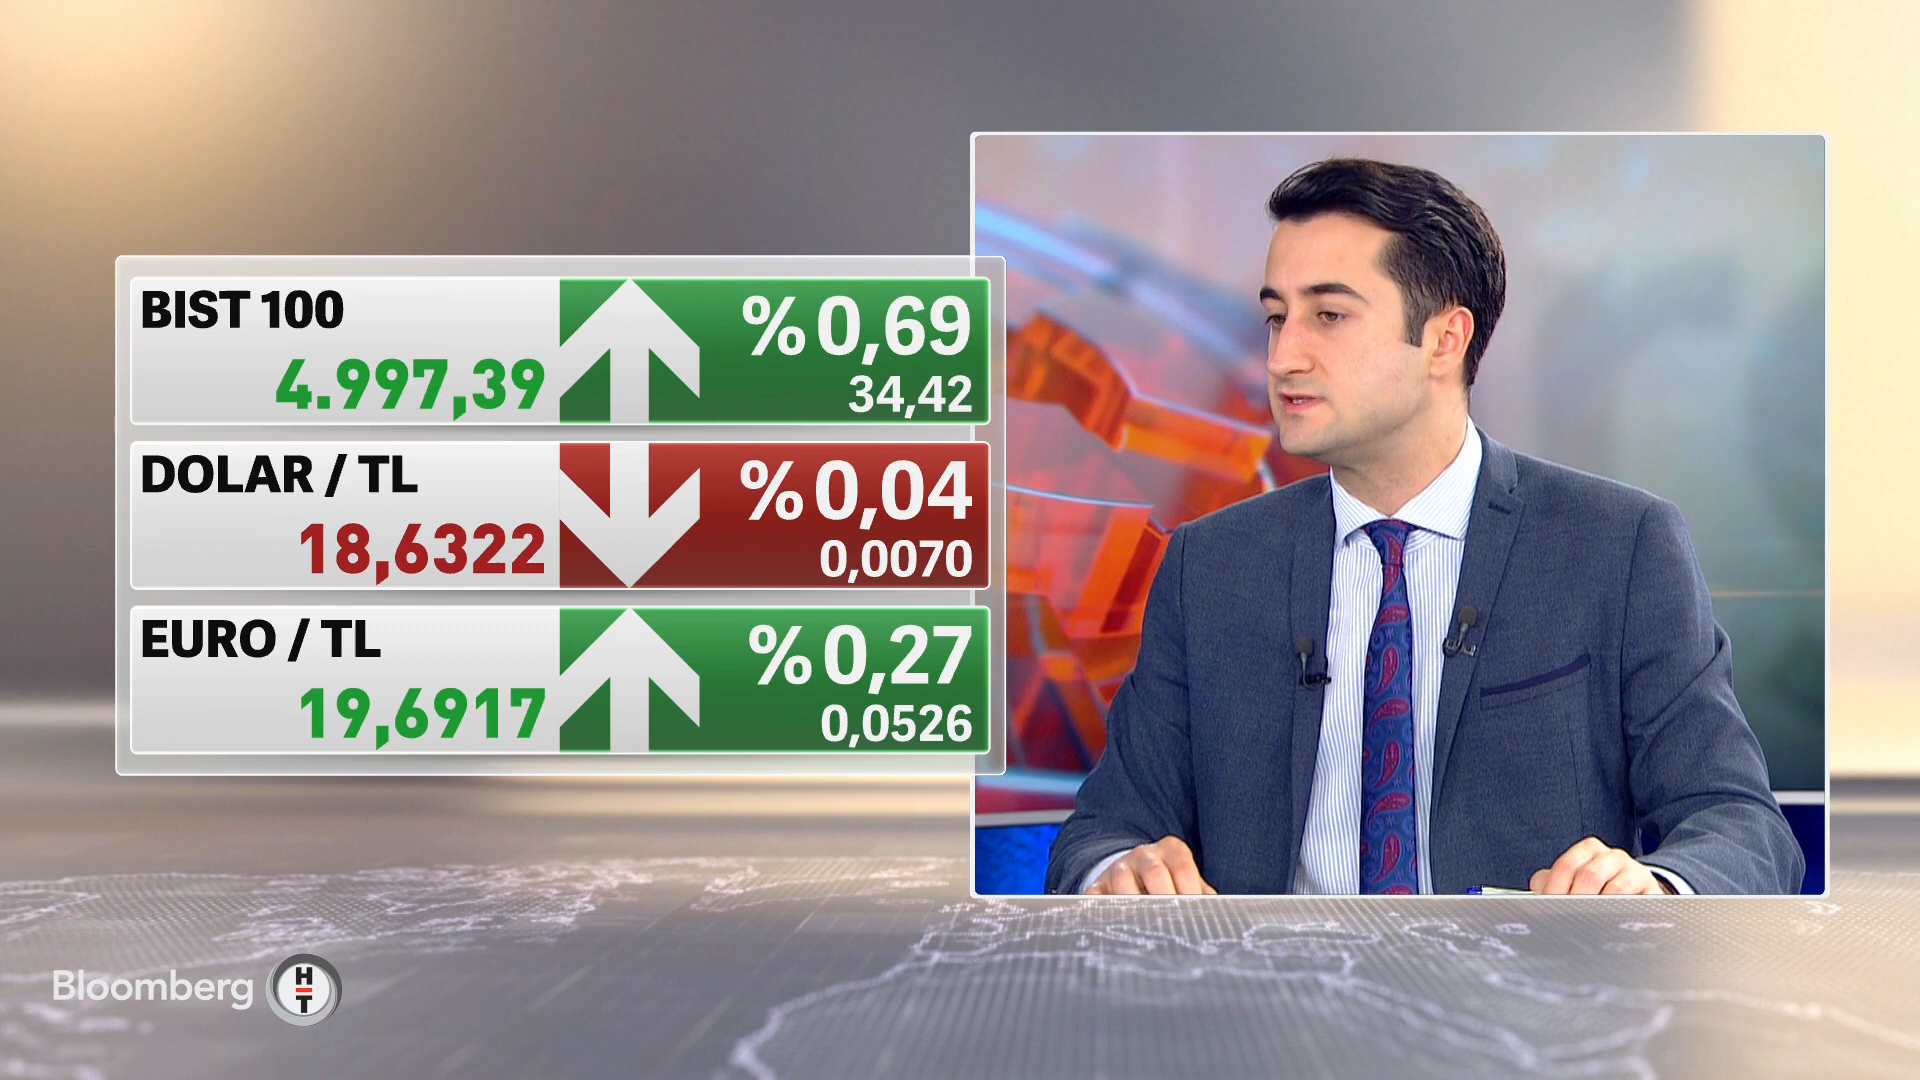 BIST 100
4.997,39
%0,69
34,42
DOLAR / TL
18,6322
%0,04
0,0070
EURO / TL
19,6917
%0,27
0,0526
Bloomberg HT